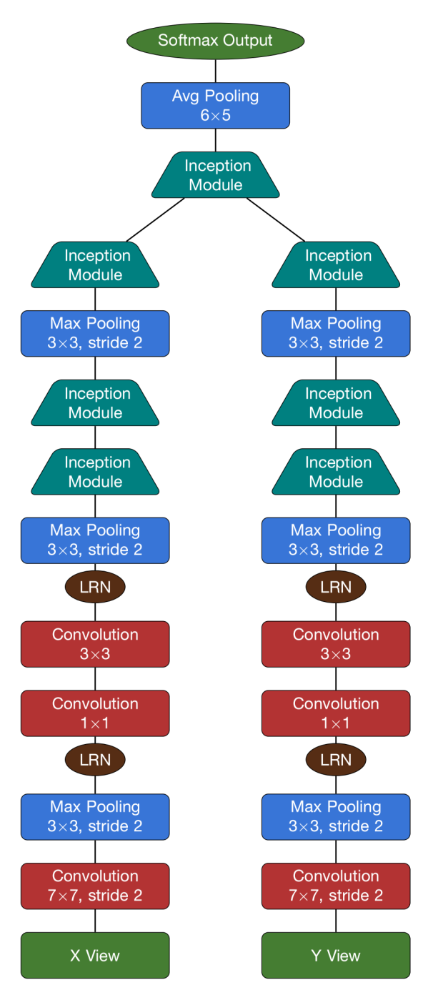 Softmax Output
Avg Pooling
6×5
Inception
Module
Inception
Module
Inception
Module
Max Pooling
3×3, stride 2
Max Pooling
3×3, stride 2
Inception
Module
Inception
Module
Inception
Module
Inception
Module
Max Pooling
3×3, stride 2
Max Pooling
3×3, stride 2
LRN
LRN
Convolution
3×3
Convolution
3×3
Convolution
1×1
Convolution
1×1
LRN
LRN
Max Pooling
3×3, stride 2
Max Pooling
3×3, stride 2
Convolution
7×7, stride 2
Convolution
7×7, stride 2
X View
Y View